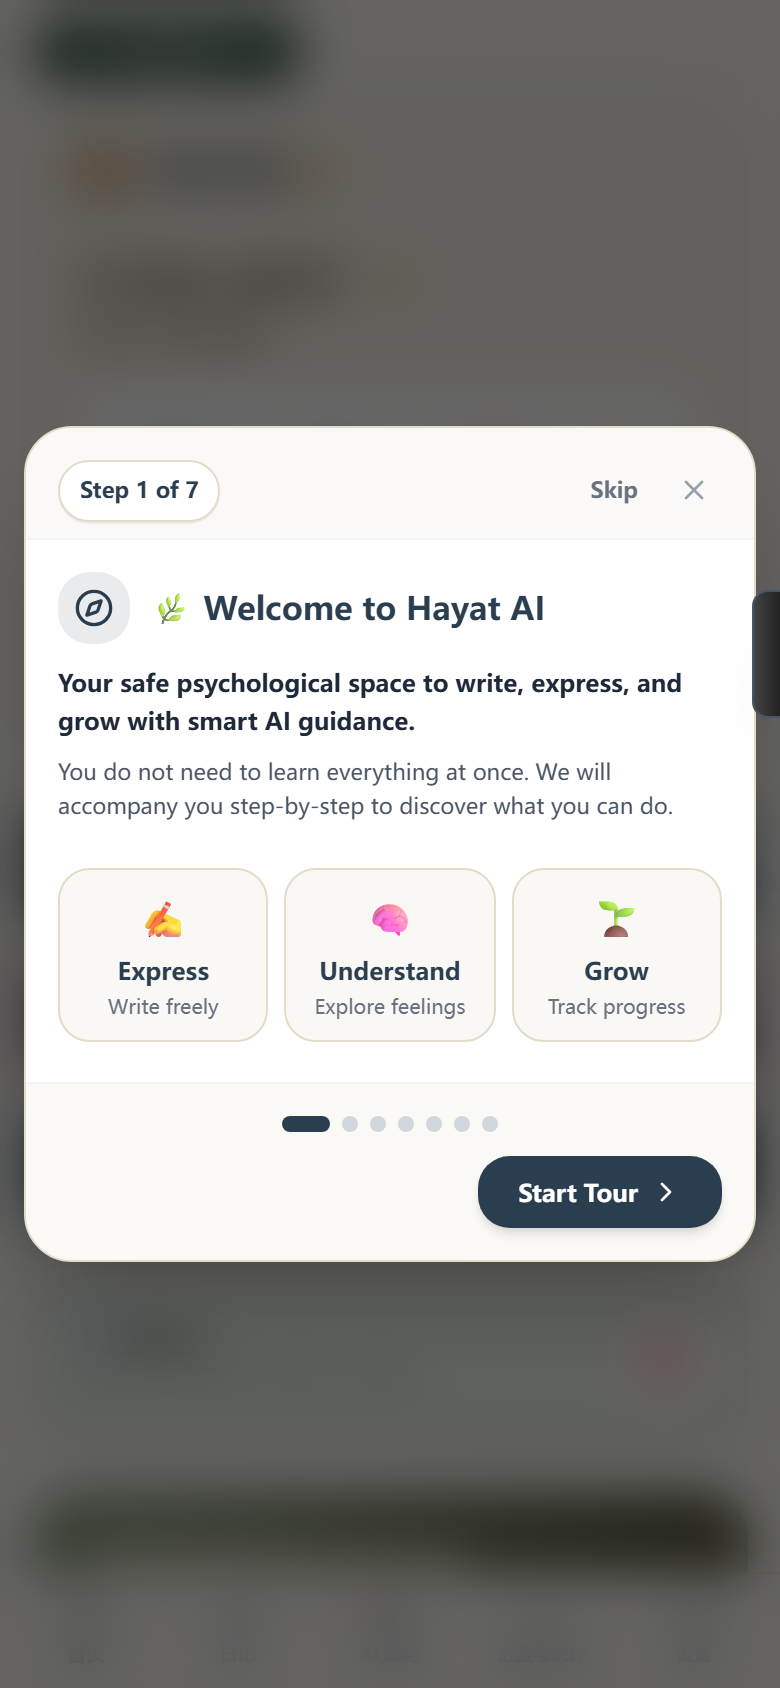 Step 1 of 7
Skip
Welcome to Hayat AI
Your safe psychological space to write, express, and
grow with smart AI guidance.
You do not need to learn everything at once. We will
accompany you step-by-step to discover what you can do.
Express
Write freely
Understand
Explore feelings
Grow
Track progress
Start Tour